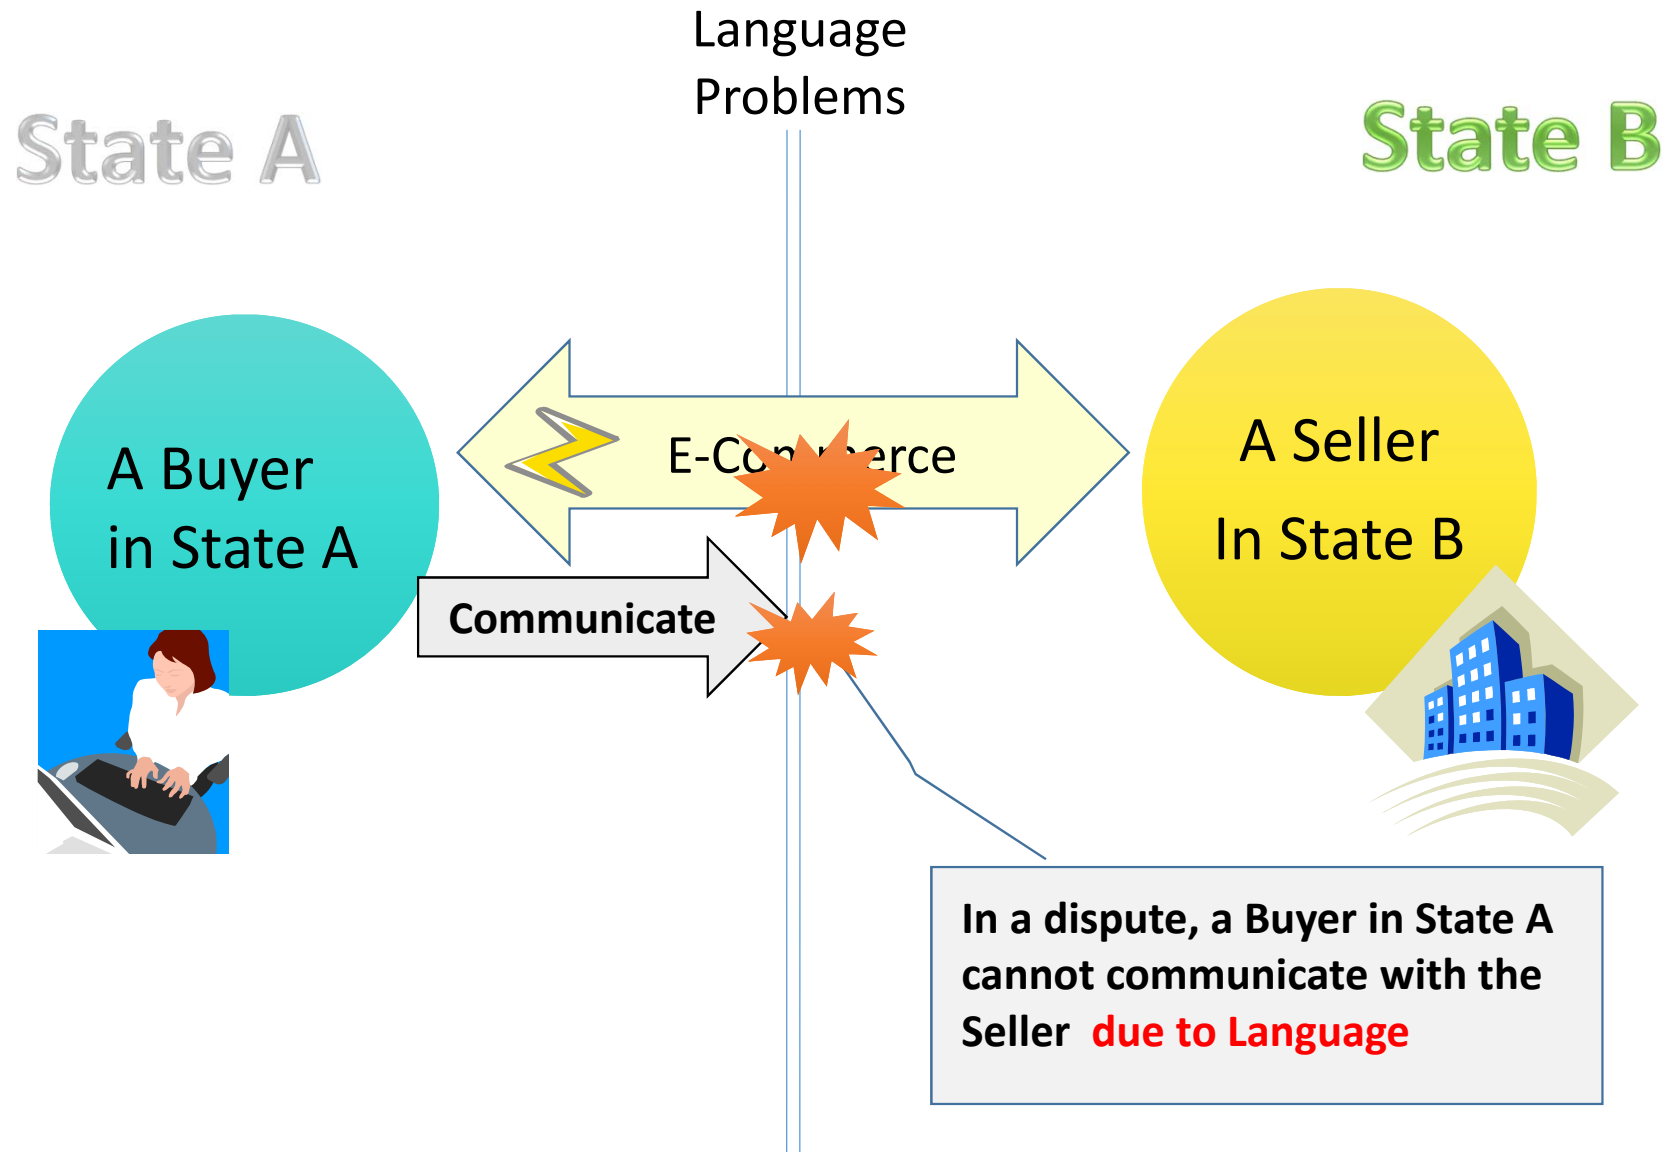 Language
Problems
State A
State B
A Buyer
in State A
E-Commerce
A Seller
In State B
Communicate
In a dispute, a Buyer in State A
cannot communicate with the
Seller due to Language